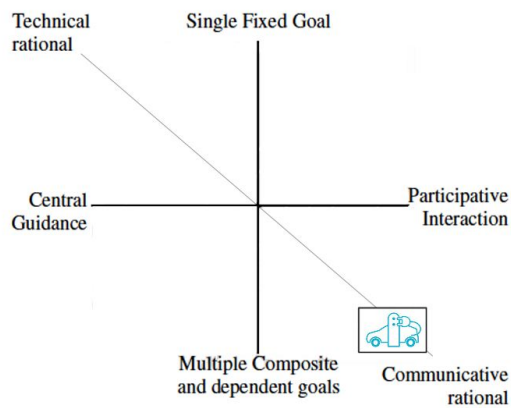 Technical
rational
Single Fixed Goal
Central
Guidance
Participative
Interaction
Multiple Composite
and dependent goals
Communicative
rational